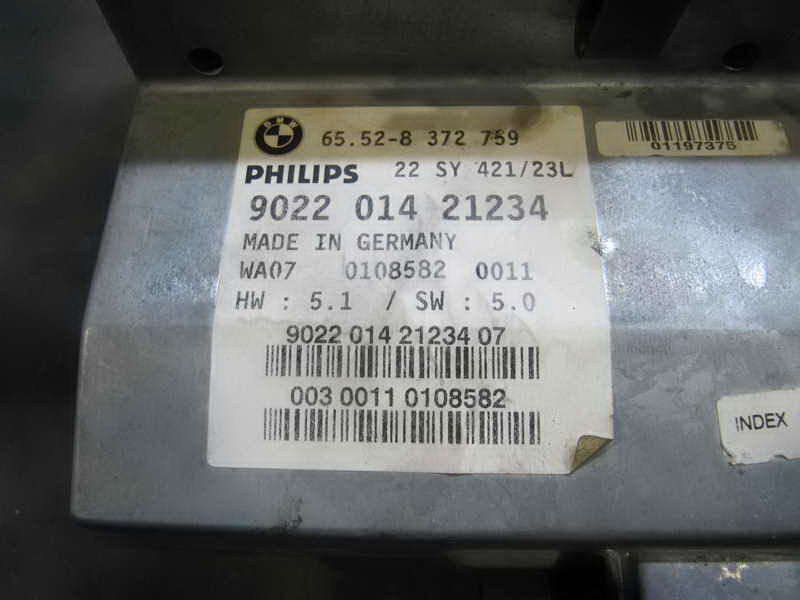 BMW
65.52-8 372 759
01197375
PHILIPS 22 SY 421/23L
9022 014 21234
MADE IN GERMANY
WA07 0108582 0011
HW : 5.1 / SW : 5.0
9022 014 21234 07
003 0011 0108582
INDEX